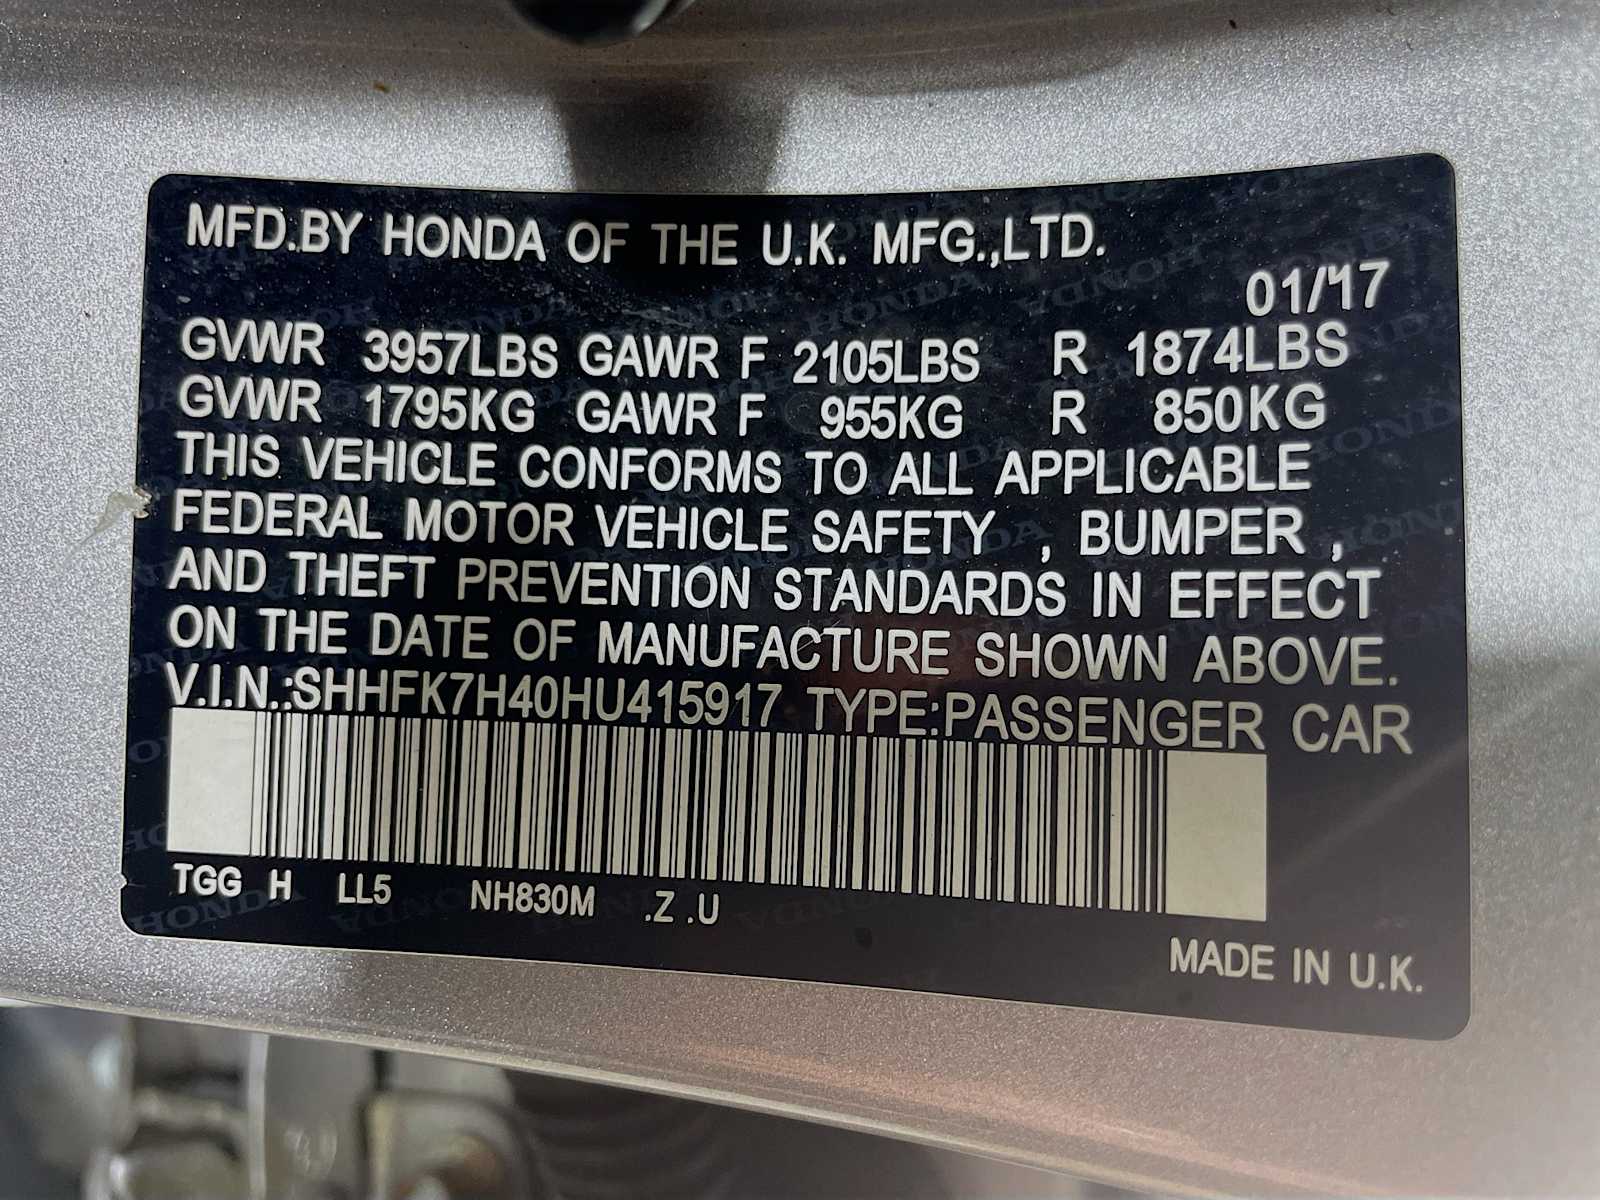 MFD.BY HONDA OF THE U.K. MFG.,LTD.
01/17
GVWR 3957LBS GAWR F 2105LBS R 1874LBS
GVWR 1795KG GAWR F 955KG R 850KG
THIS VEHICLE CONFORMS TO ALL APPLICABLE
FEDERAL MOTOR VEHICLE SAFETY , BUMPER ,
AND THEFT PREVENTION STANDARDS IN EFFECT
ON THE DATE OF MANUFACTURE SHOWN ABOVE.
V.I.N.:SHHFK7H40HU415917 TYPE:PASSENGER CAR
TGG H LL5 NH830M .Z .U
MADE IN U.K.